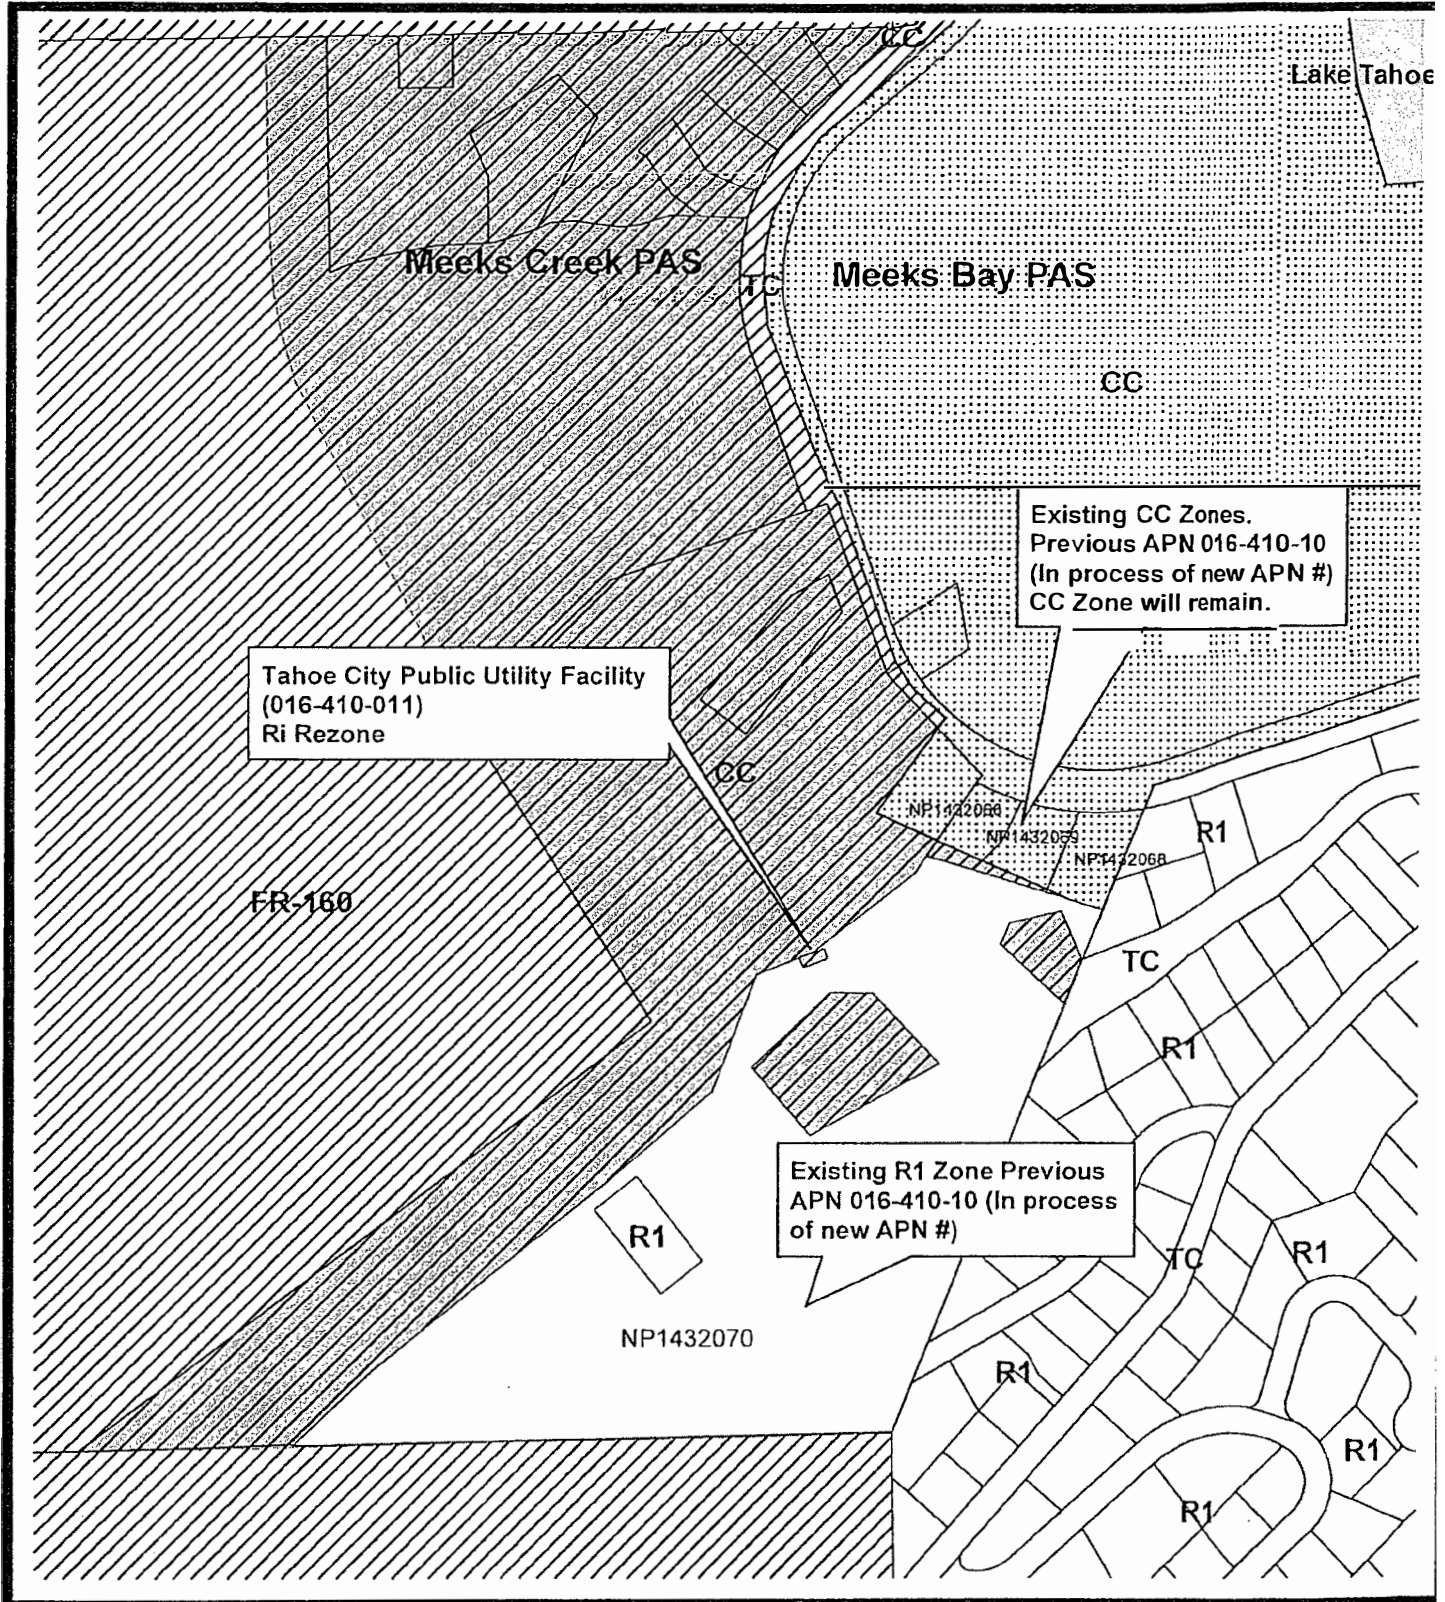 CC
Lake Tahoe
Meeks Creek PAS
TC
Meeks Bay PAS
CC
Existing CC Zones.
Previous APN 016-410-10
(In process of new APN #)
CC Zone will remain.
Tahoe City Public Utility Facility
(016-410-011)
Ri Rezone
CC
NP1432069
NP1432068
R1
FR-160
TC
R1
Existing R1 Zone Previous
APN 016-410-10 (In process
of new APN #)
R1
TC
R1
NP1432070
R1
R1
R1